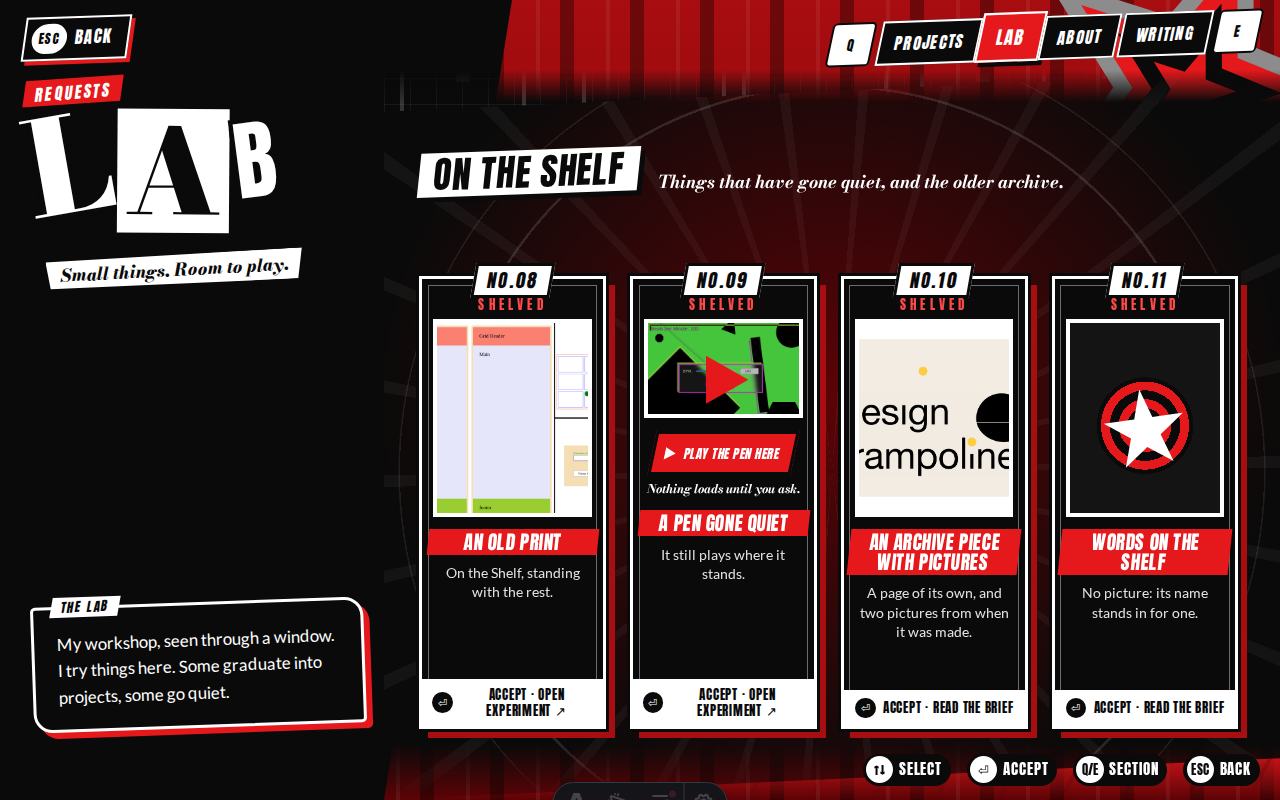 ESC BACK
Q PROJECTS LAB ABOUT WRITING E
REQUESTS
LAB
Small things. Room to play.
ON THE SHELF
Things that have gone quiet, and the older archive.
NO.08
SHELVED
Grid Header
Main
footer
AN OLD PRINT
On the Shelf, standing
with the rest.
⏎ ACCEPT · OPEN
EXPERIMENT ↗
NO.09
SHELVED
▶ PLAY THE PEN HERE
Nothing loads until you ask.
A PEN GONE QUIET
It still plays where it
stands.
⏎ ACCEPT · OPEN
EXPERIMENT ↗
NO.10
SHELVED
esign
rampoline
AN ARCHIVE PIECE
WITH PICTURES
A page of its own, and
two pictures from when
it was made.
⏎ ACCEPT · READ THE BRIEF
NO.11
SHELVED
WORDS ON THE
SHELF
No picture: its name
stands in for one.
⏎ ACCEPT · READ THE BRIEF
THE LAB
My workshop, seen through a window.
I try things here. Some graduate into
projects, some go quiet.
↑↓ SELECT ⏎ ACCEPT Q/E SECTION ESC BACK